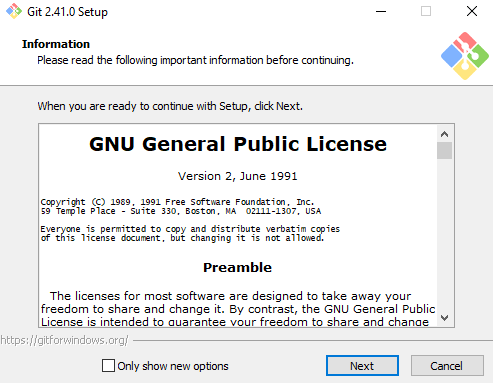 Git 2.41.0 Setup
Information
Please read the following important information before continuing.
When you are ready to continue with Setup, click Next.
GNU General Public License
Version 2, June 1991
Copyright (C) 1989, 1991 Free Software Foundation, Inc.
59 Temple Place - Suite 330, Boston, MA  02111-1307, USA
Everyone is permitted to copy and distribute verbatim copies
of this license document, but changing it is not allowed.
Preamble
The licenses for most software are designed to take away your
freedom to share and change it. By contrast, the GNU General Public
License is intended to guarantee your freedom to share and change
https://gitforwindows.org/
Only show new options
Next
Cancel